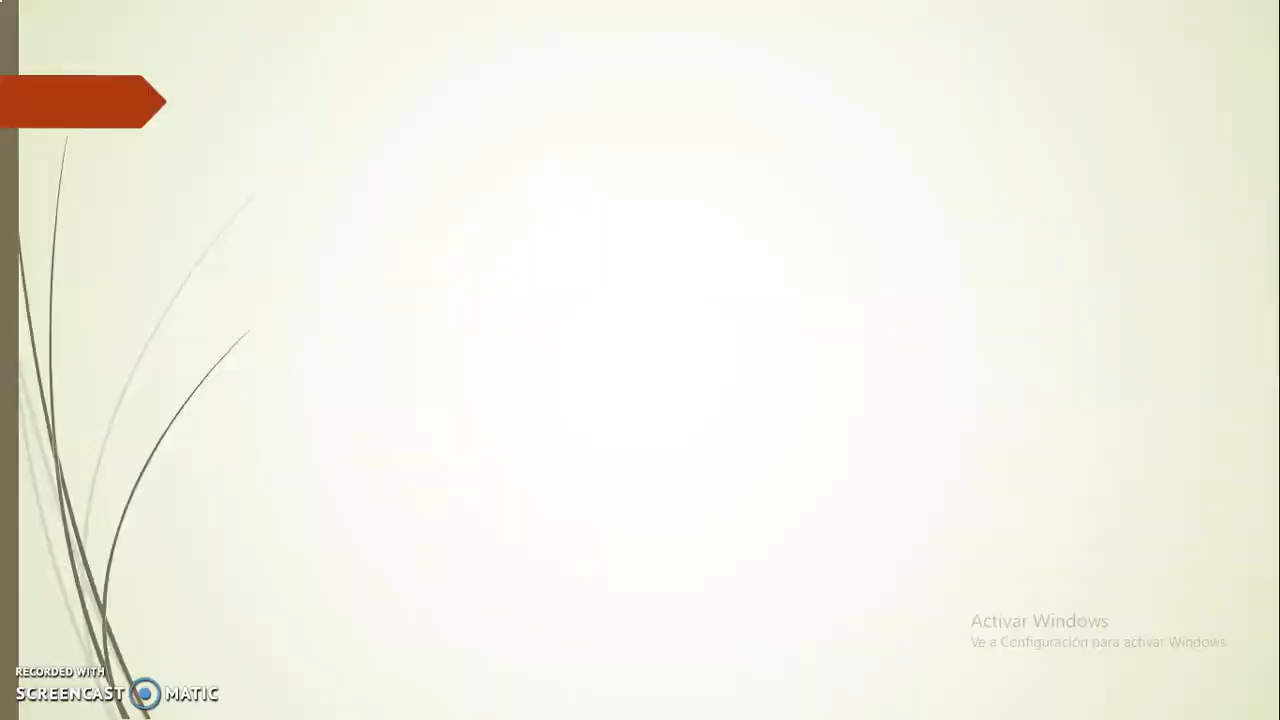 Activar Windows
Ve a Configuración para activar Windows.
RECORDED WITH
SCREENCAST MATIC